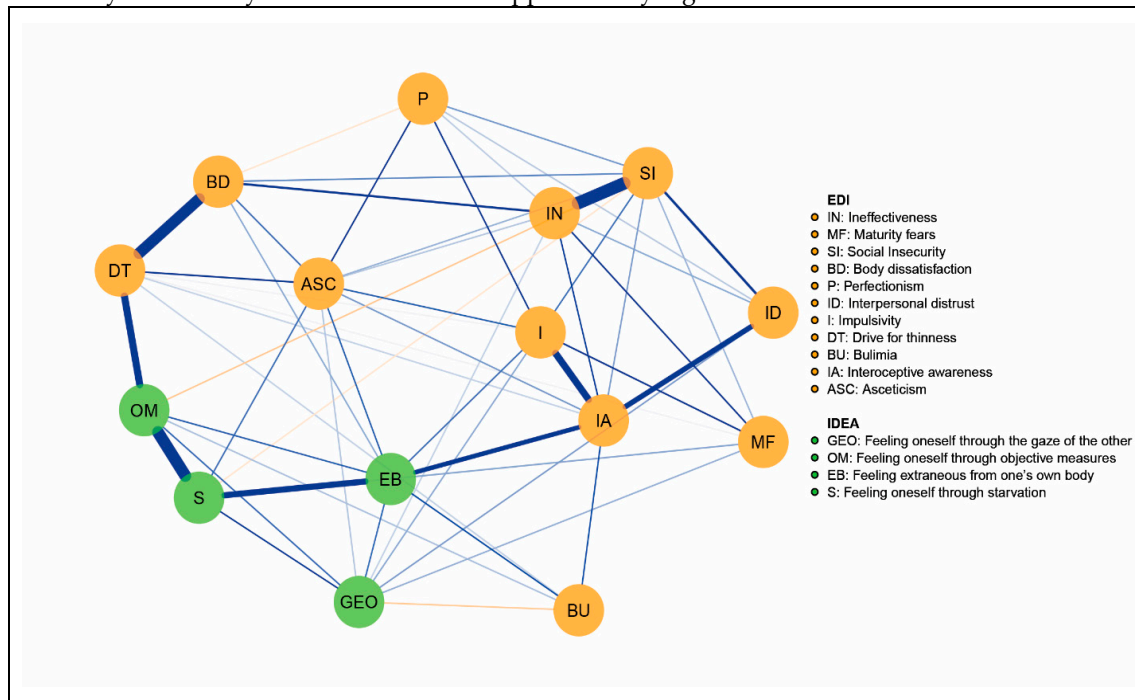 P
SI
BD
IN
DT
ASC
ID
I
OM
IA
MF
EB
S
GEO
BU
EDI
IN: Ineffectiveness
MF: Maturity fears
SI: Social Insecurity
BD: Body dissatisfaction
P: Perfectionism
ID: Interpersonal distrust
I: Impulsivity
DT: Drive for thinness
BU: Bulimia
IA: Interoceptive awareness
ASC: Asceticism
IDEA
GEO: Feeling oneself through the gaze of the other
OM: Feeling oneself through objective measures
EB: Feeling extraneous from one's own body
S: Feeling oneself through starvation